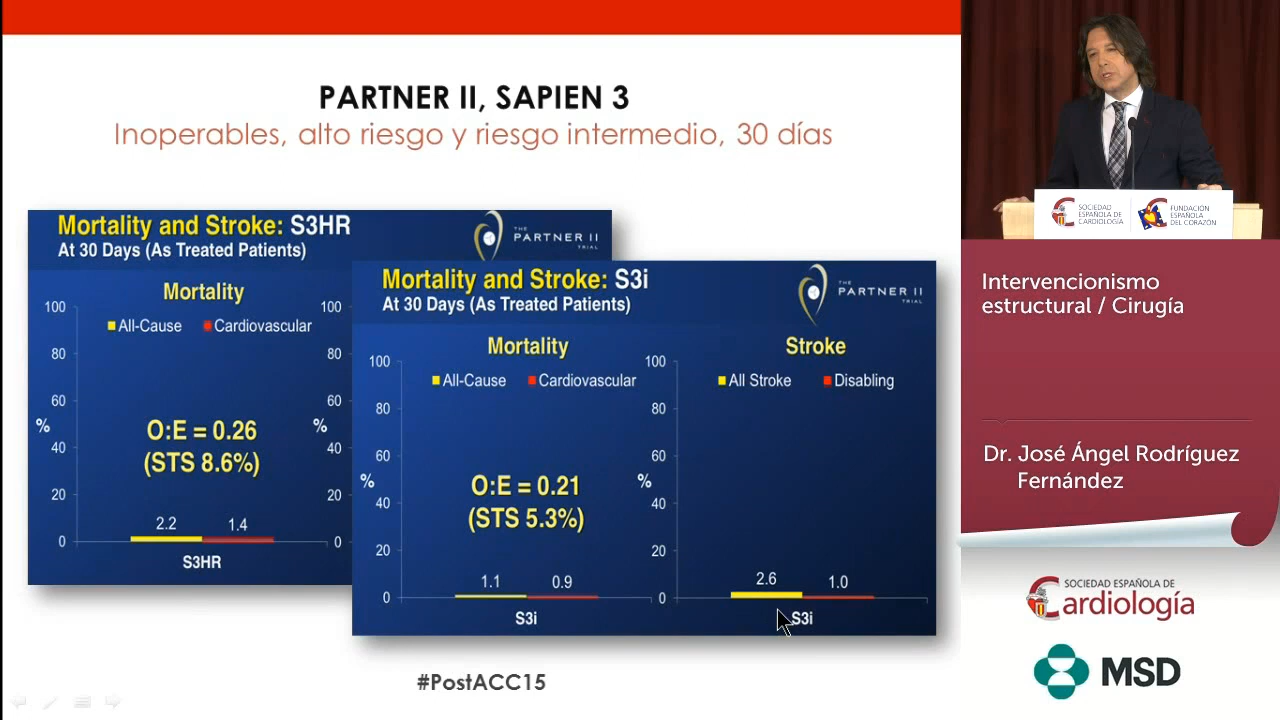 PARTNER II, SAPIEN 3
Inoperables, alto riesgo y riesgo intermedio, 30 días
Mortality and Stroke: S3HR
At 30 Days (As Treated Patients)
THE
PARTNER II
TRIAL
Mortality
All-Cause
Cardiovascular
100
80
60
40
20
0
%
O:E = 0.26
(STS 8.6%)
2.2
1.4
S3HR
100
80
60
40
20
0
%
Mortality and Stroke: S3i
At 30 Days (As Treated Patients)
THE
PARTNER II
TRIAL
Mortality
All-Cause
Cardiovascular
100
80
60
40
20
0
%
O:E = 0.21
(STS 5.3%)
1.1
0.9
S3i
Stroke
All Stroke
Disabling
100
80
60
40
20
0
%
2.6
1.0
S3i
#PostACC15
SOCIEDAD
ESPAÑOLA DE
CARDIOLOGÍA
FUNDACIÓN
ESPAÑOLA
DEL CORAZÓN
Intervencionismo
estructural / Cirugía
Dr. José Ángel Rodríguez
Fernández
SOCIEDAD ESPAÑOLA DE
Cardiología
MSD